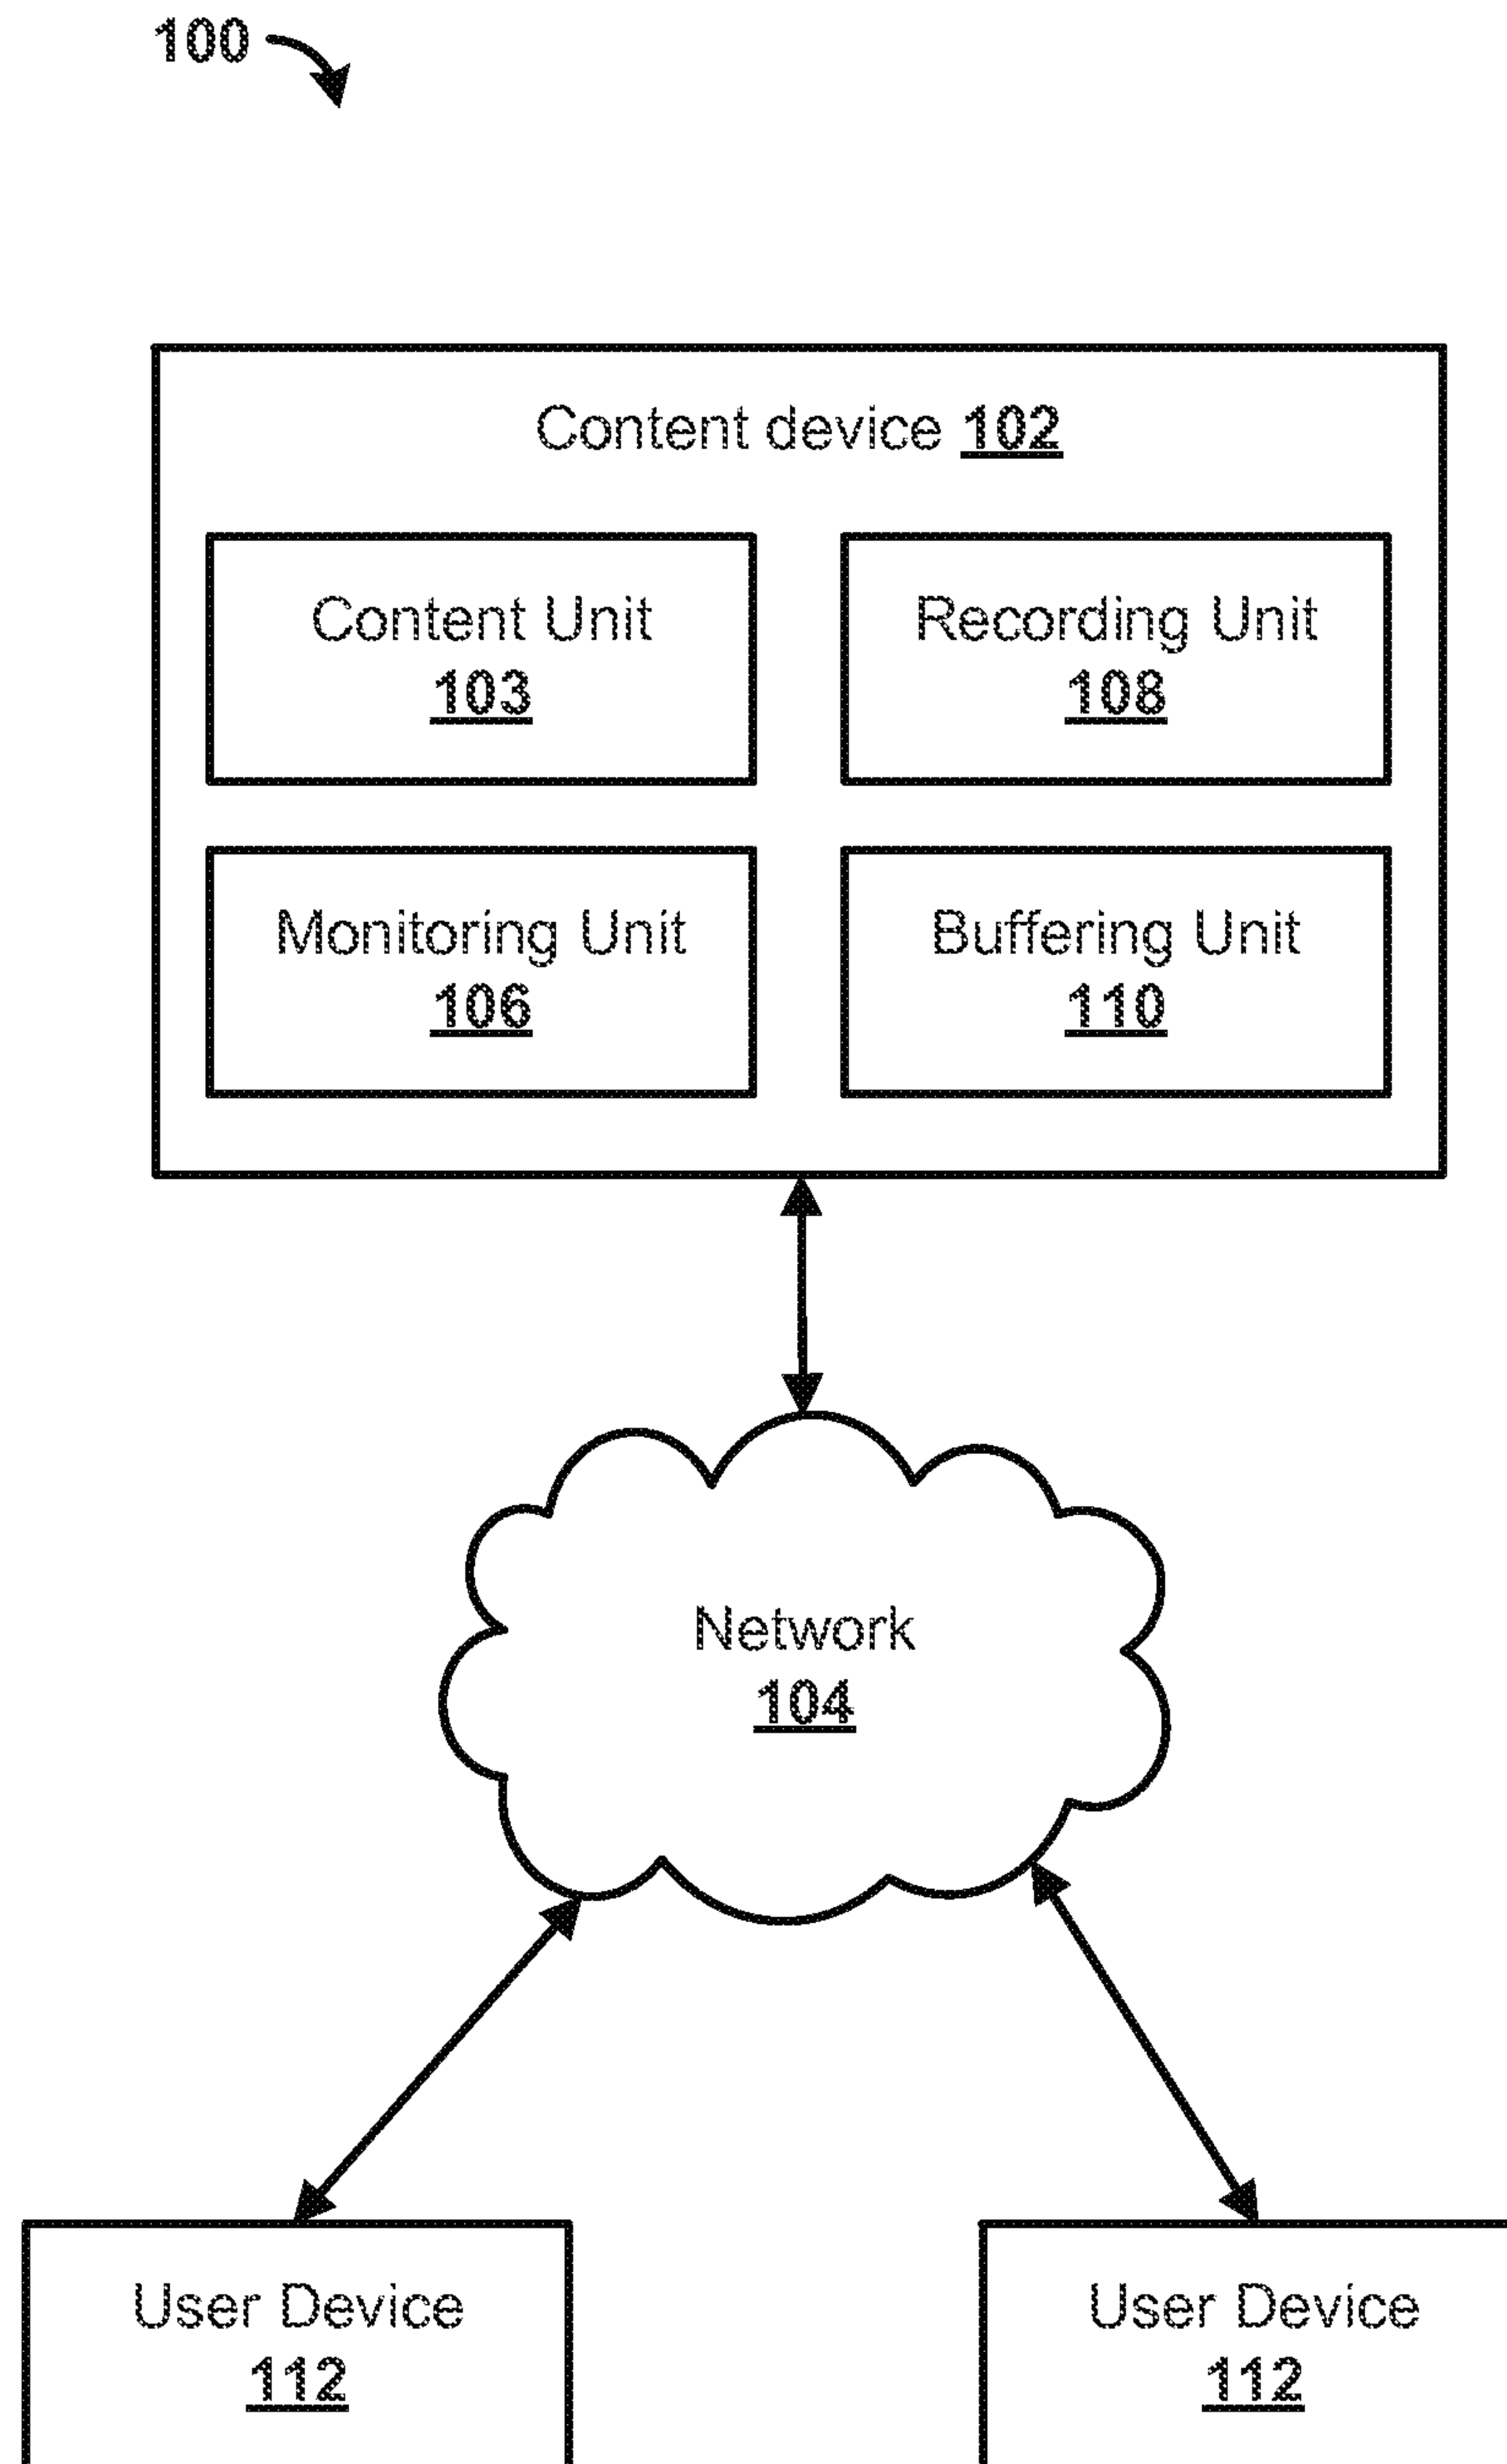 100
Content device 102
Content Unit
103
Recording Unit
108
Monitoring Unit
106
Buffering Unit
110
Network
104
User Device
112
User Device
112